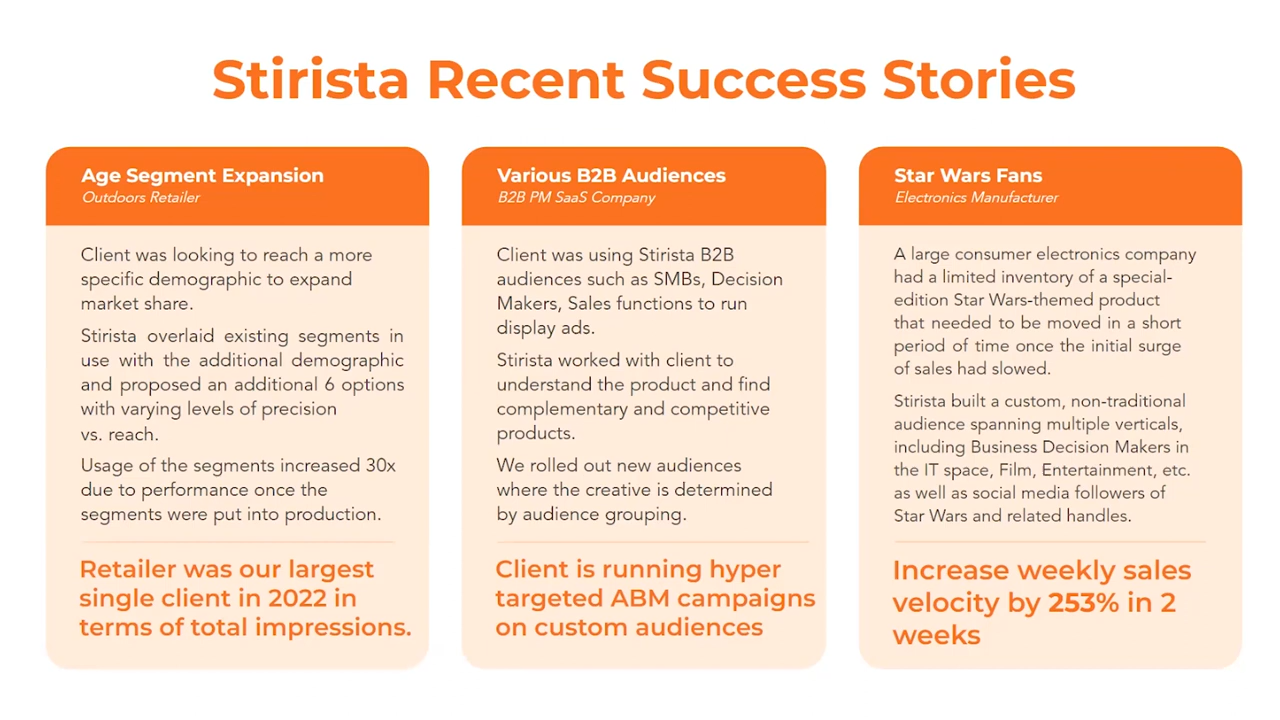 Stirista Recent Success Stories
Age Segment Expansion
Outdoors Retailer
Client was looking to reach a more
specific demographic to expand
market share.
Stirista overlaid existing segments in
use with the additional demographic
and proposed an additional 6 options
with varying levels of precision
vs. reach.
Usage of the segments increased 30x
due to performance once the
segments were put into production.
Retailer was our largest
single client in 2022 in
terms of total impressions.
Various B2B Audiences
B2B PM SaaS Company
Client was using Stirista B2B
audiences such as SMBs, Decision
Makers, Sales functions to run
display ads.
Stirista worked with client to
understand the product and find
complementary and competitive
products.
We rolled out new audiences
where the creative is determined
by audience grouping.
Client is running hyper
targeted ABM campaigns
on custom audiences
Star Wars Fans
Electronics Manufacturer
A large consumer electronics company
had a limited inventory of a special-
edition Star Wars-themed product
that needed to be moved in a short
period of time once the initial surge
of sales had slowed.
Stirista built a custom, non-traditional
audience spanning multiple verticals,
including Business Decision Makers in
the IT space, Film, Entertainment, etc.
as well as social media followers of
Star Wars and related handles.
Increase weekly sales
velocity by 253% in 2
weeks